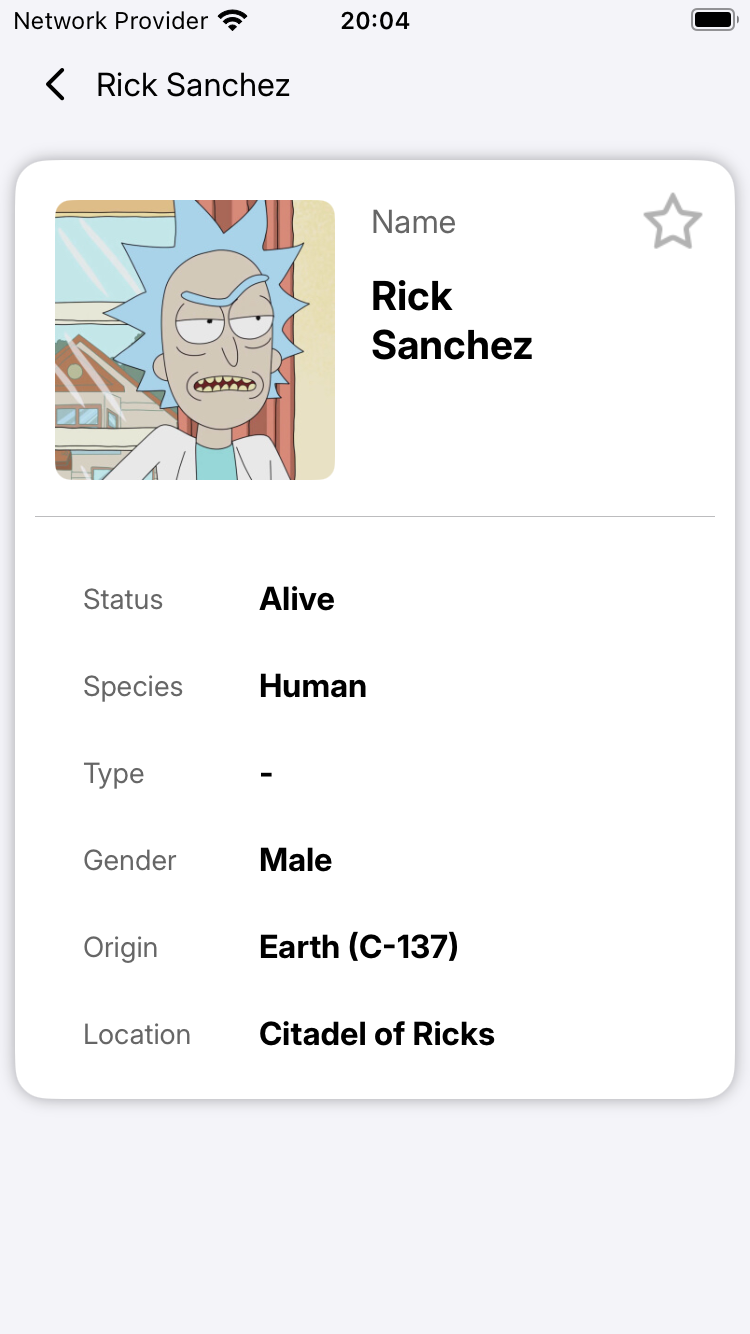 Network Provider 20:04
Rick Sanchez
Name
Rick
Sanchez
Status Alive
Species Human
Type -
Gender Male
Origin Earth (C-137)
Location Citadel of Ricks